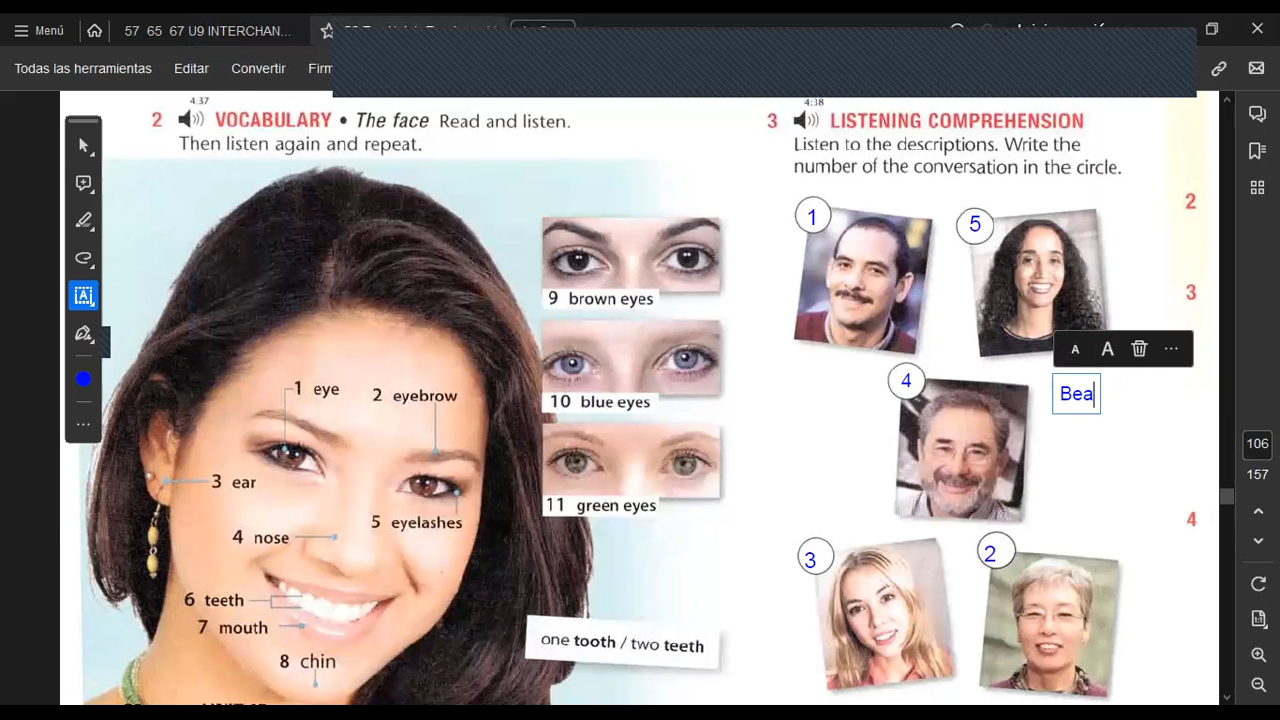 Menú
57 65 67 U9 INTERCHAN...
Todas las herramientas
Editar
Convertir
4:37
2 VOCABULARY • The face Read and listen.
Then listen again and repeat.
1 eye
2 eyebrow
3 ear
4 nose
5 eyelashes
6 teeth
7 mouth
8 chin
9 brown eyes
10 blue eyes
11 green eyes
one tooth / two teeth
4:38
3 LISTENING COMPREHENSION
Listen to the descriptions. Write the
number of the conversation in the circle.
1
5
4
Bea
3
2
2
3
4
106
157